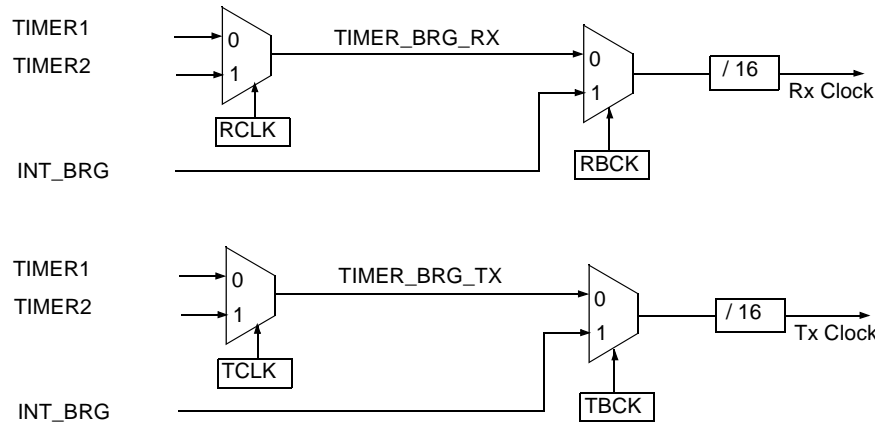 TIMER1
0
TIMER_BRG_RX
TIMER2
1
0
/ 16
1
Rx Clock
RCLK
INT_BRG
RBCK
TIMER1
0
TIMER_BRG_TX
TIMER2
1
0
/ 16
1
Tx Clock
TCLK
INT_BRG
TBCK